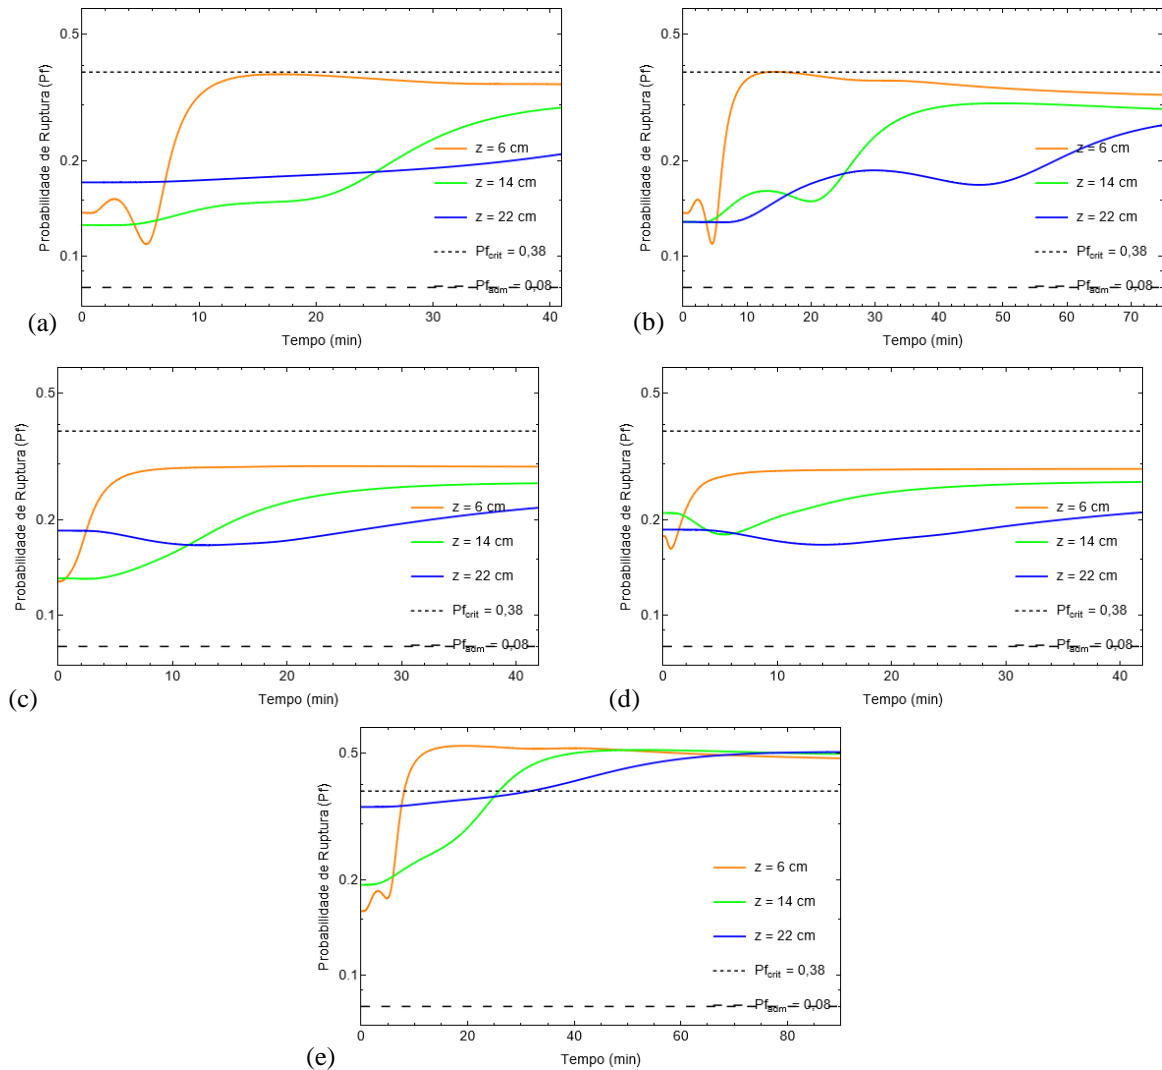 0.5
0.2
0.1
Probabilidade de Ruptura (Pf)
z = 6 cm
z = 14 cm
z = 22 cm
Pfcrit = 0,38
Pfadm = 0,08
0 10 20 30 40
Tempo (min)
(a)
0.5
0.2
0.1
Probabilidade de Ruptura (Pf)
z = 6 cm
z = 14 cm
z = 22 cm
Pfcrit = 0,38
Pfadm = 0,08
0 10 20 30 40 50 60 70
Tempo (min)
(b)
0.5
0.2
0.1
Probabilidade de Ruptura (Pf)
z = 6 cm
z = 14 cm
z = 22 cm
Pfcrit = 0,38
Pfadm = 0,08
0 10 20 30 40
Tempo (min)
(c)
0.5
0.2
0.1
Probabilidade de Ruptura (Pf)
z = 6 cm
z = 14 cm
z = 22 cm
Pfcrit = 0,38
Pfadm = 0,08
0 10 20 30 40
Tempo (min)
(d)
0.5
0.2
0.1
Probabilidade de Ruptura (Pf)
z = 6 cm
z = 14 cm
z = 22 cm
Pfcrit = 0,38
Pfadm = 0,08
0 20 40 60 80
Tempo (min)
(e)